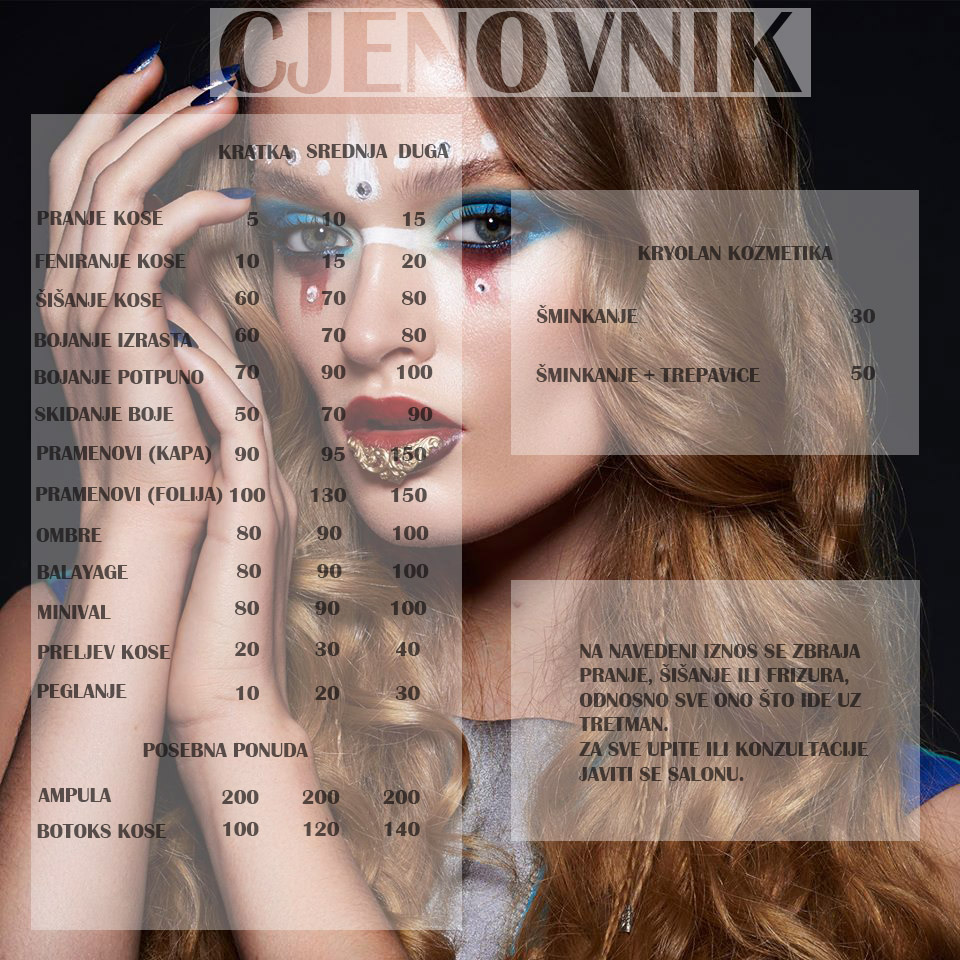 CJENOVNIK
KRATKA SREDNJA DUGA
PRANJE KOSE 5 10 15
FENIRANJE KOSE 10 15 20
ŠIŠANJE KOSE 60 70 80
BOJANJE IZRASTA 60 70 80
BOJANJE POTPUNO 70 90 100
SKIDANJE BOJE 50 70 90
PRAMENOVI (KAPA) 90 95 150
PRAMENOVI (FOLIJA) 100 130 150
OMBRE 80 90 100
BALAYAGE 80 90 100
MINIVAL 80 90 100
PRELJEV KOSE 20 30 40
PEGLANJE 10 20 30
POSEBNA PONUDA
AMPULA 200 200 200
BOTOKS KOSE 100 120 140
KRYOLAN KOZMETIKA
ŠMINKANJE 30
ŠMINKANJE + TREPAVICE 50
NA NAVEDENI IZNOS SE ZBRAJA
PRANJE, ŠIŠANJE ILI FRIZURA,
ODNOSNO SVE ONO ŠTO IDE UZ
TRETMAN.
ZA SVE UPITE ILI KONZULTACIJE
JAVITI SE SALONU.